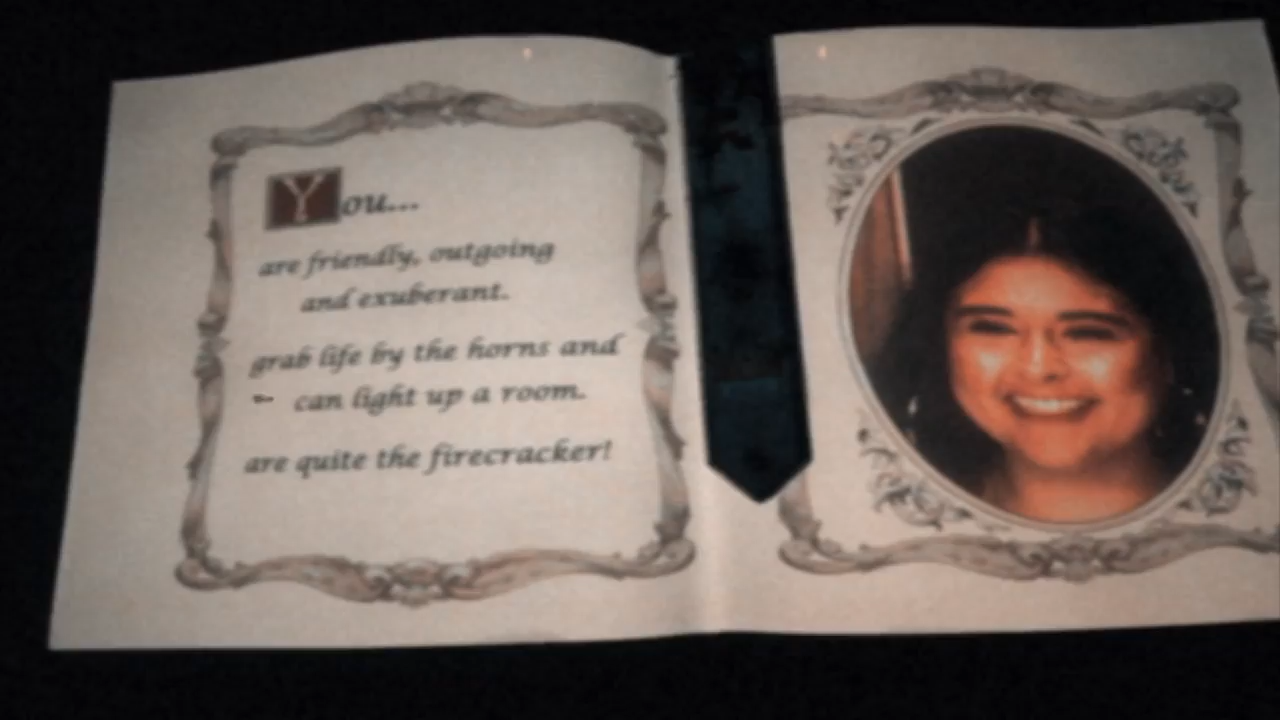 You...
are friendly, outgoing
and exuberant.
grab life by the horns and
can light up a room.
are quite the firecracker!